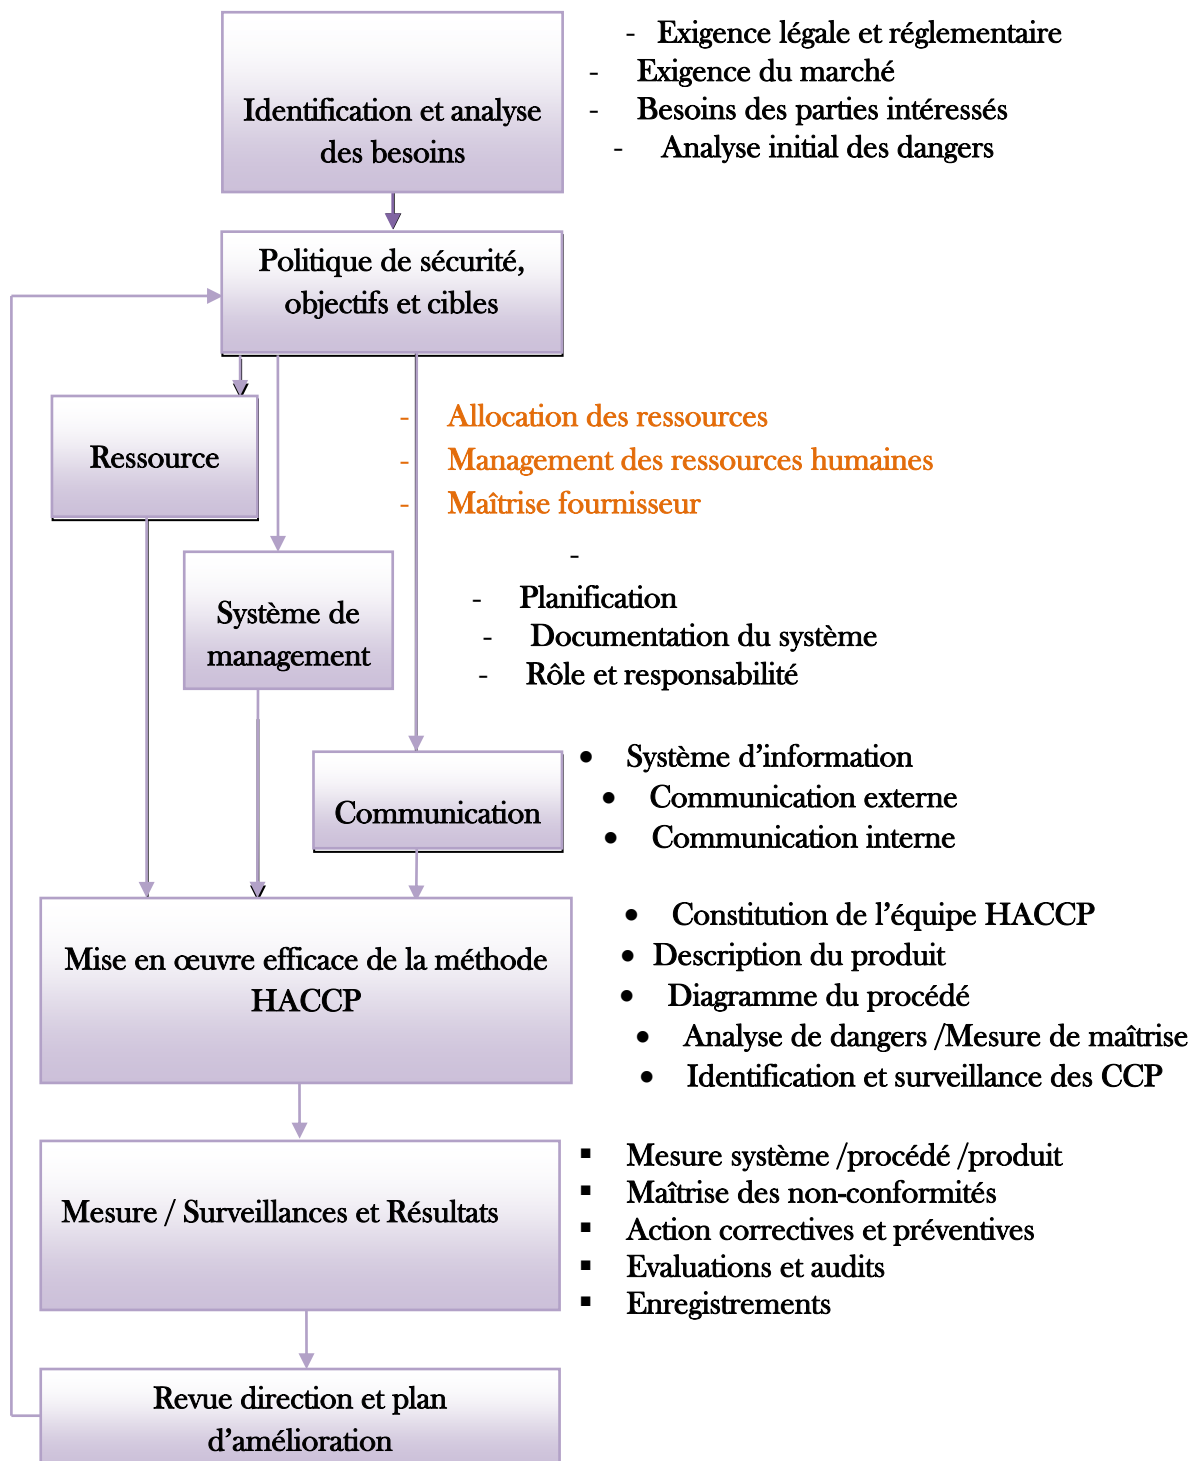 - Exigence légale et réglementaire
- Exigence du marché
Identification et analyse
des besoins
- Besoins des parties intéressés
- Analyse initial des dangers
Politique de sécurité,
objectifs et cibles
Ressource
- Allocation des ressources
- Management des ressources humaines
- Maîtrise fournisseur
-
Système de
management
- Planification
- Documentation du système
- Rôle et responsabilité
Communication
• Système d’information
• Communication externe
• Communication interne
Mise en œuvre efficace de la méthode
HACCP
• Constitution de l’équipe HACCP
• Description du produit
• Diagramme du procédé
• Analyse de dangers /Mesure de maîtrise
• Identification et surveillance des CCP
Mesure / Surveillances et Résultats
▪ Mesure système /procédé /produit
▪ Maîtrise des non-conformités
▪ Action correctives et préventives
▪ Evaluations et audits
▪ Enregistrements
Revue direction et plan
d’amélioration